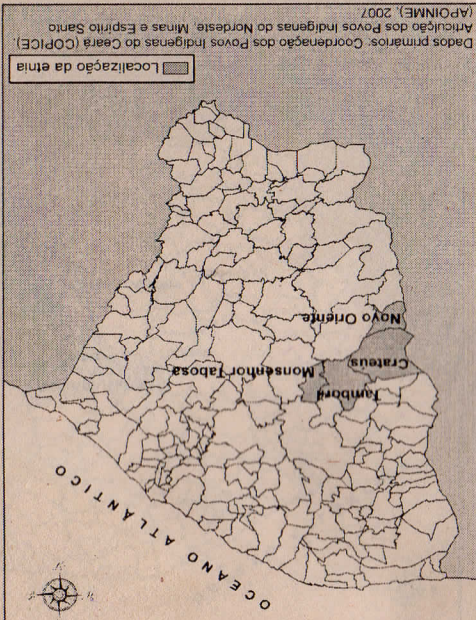 OCEANO ATLÂNTICO
Tamboril
Monsenhor Tabosa
Crateus
Novo Oriente
Localização da etnia
Dados primários: Coordenação dos Povos Indígenas do Ceará (COPICE),
Articulação dos Povos Indígenas do Nordeste, Minas e Espírito Santo
(APOINME), 2007